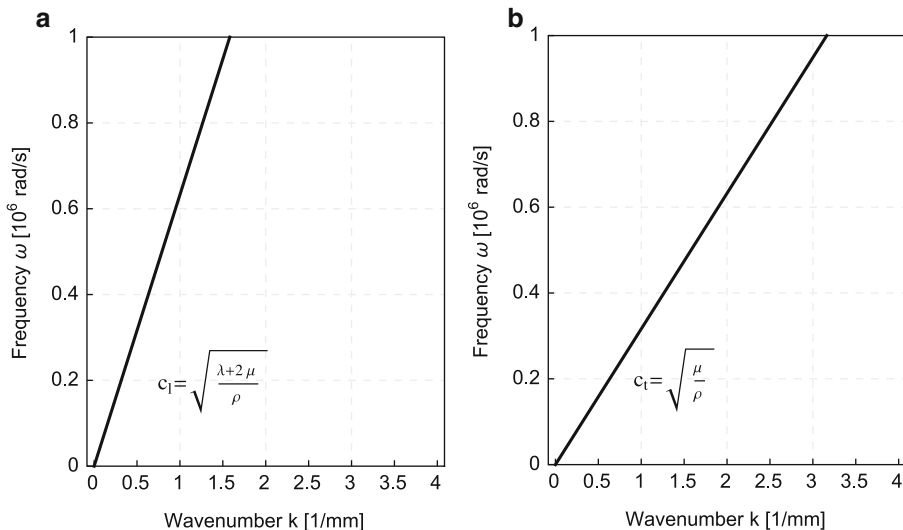 a
Frequency ω [10⁶ rad/s]
1
0.8
0.6
0.4
0.2
0
c_l=√((λ+2 μ)/ρ)
0 0.5 1 1.5 2 2.5 3 3.5 4
Wavenumber k [1/mm]
b
Frequency ω [10⁶ rad/s]
1
0.8
0.6
0.4
0.2
0
c_t=√(μ/ρ)
0 0.5 1 1.5 2 2.5 3 3.5 4
Wavenumber k [1/mm]